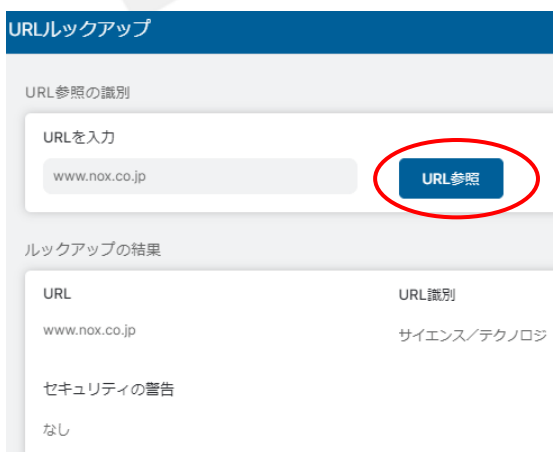 URLルックアップ
URL参照の識別
URLを入力
www.nox.co.jp
URL参照
ルックアップの結果
URL
URL識別
www.nox.co.jp
サイエンス／テクノロジ
セキュリティの警告
なし